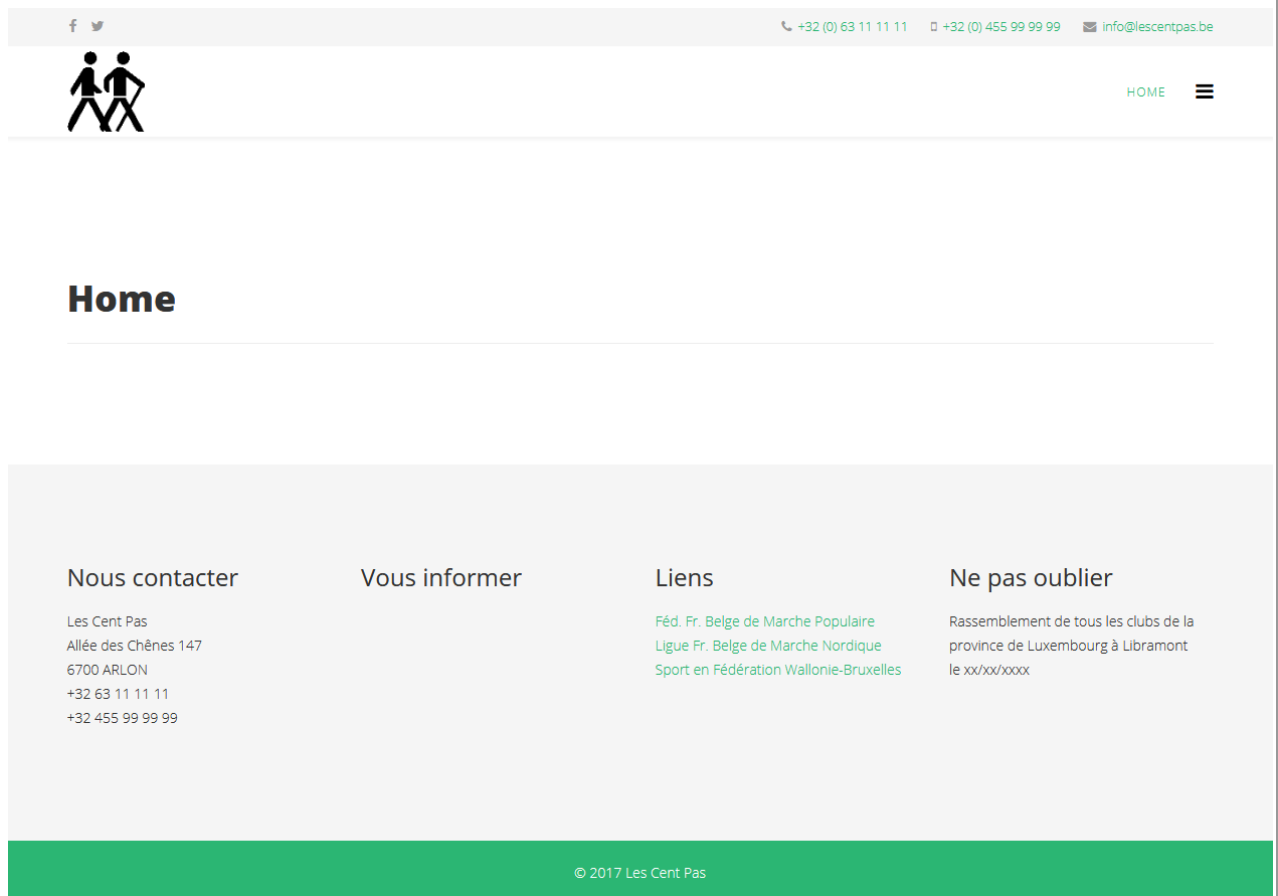 +32 (0) 63 11 11 11 +32 (0) 455 99 99 99 info@lescentpas.be
HOME
Home
Nous contacter
Les Cent Pas
Allée des Chênes 147
6700 ARLON
+32 63 11 11 11
+32 455 99 99 99
Vous informer
Liens
Féd. Fr. Belge de Marche Populaire
Ligue Fr. Belge de Marche Nordique
Sport en Fédération Wallonie-Bruxelles
Ne pas oublier
Rassemblement de tous les clubs de la
province de Luxembourg à Libramont
le xx/xx/xxxx
© 2017 Les Cent Pas